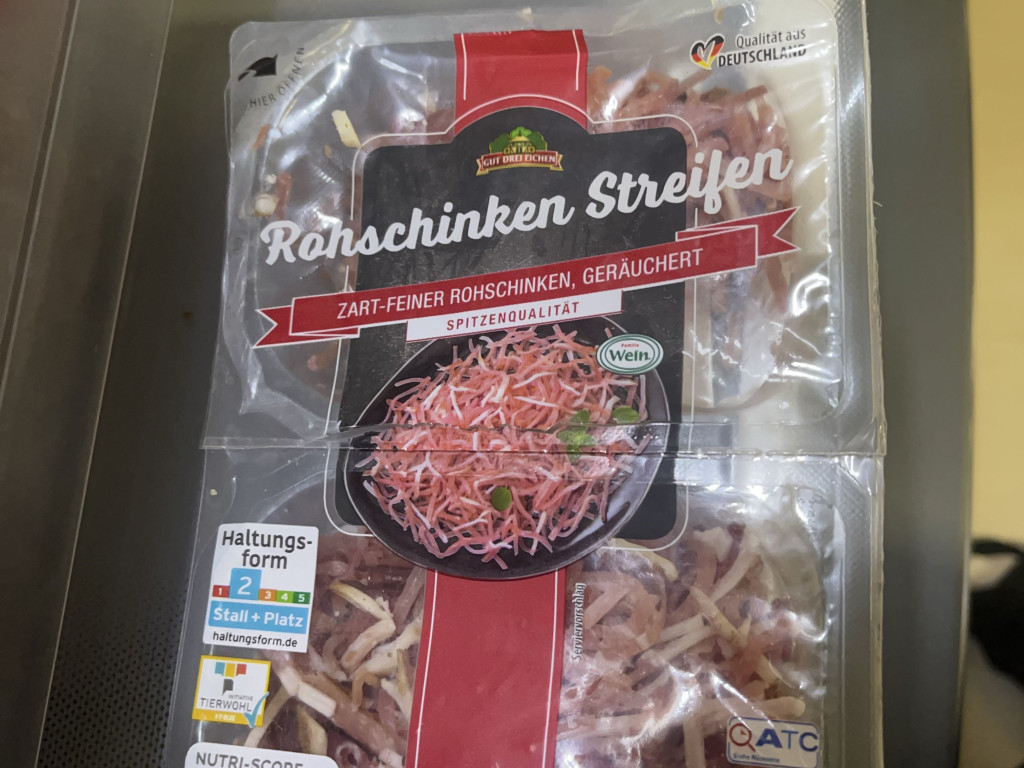 HIER ÖFFNEN
Qualität aus
DEUTSCHLAND
GUT DREI EICHEN
Rohschinken Streifen
ZART-FEINER ROHSCHINKEN, GERÄUCHERT
SPITZENQUALITÄT
Familie
Wein
Haltungs-
form
1 2 3 4 5
Stall + Platz
haltungsform.de
Serviervorschlag
INITIATIVE
TIERWOHL
QATC
NUTRI-SCORE